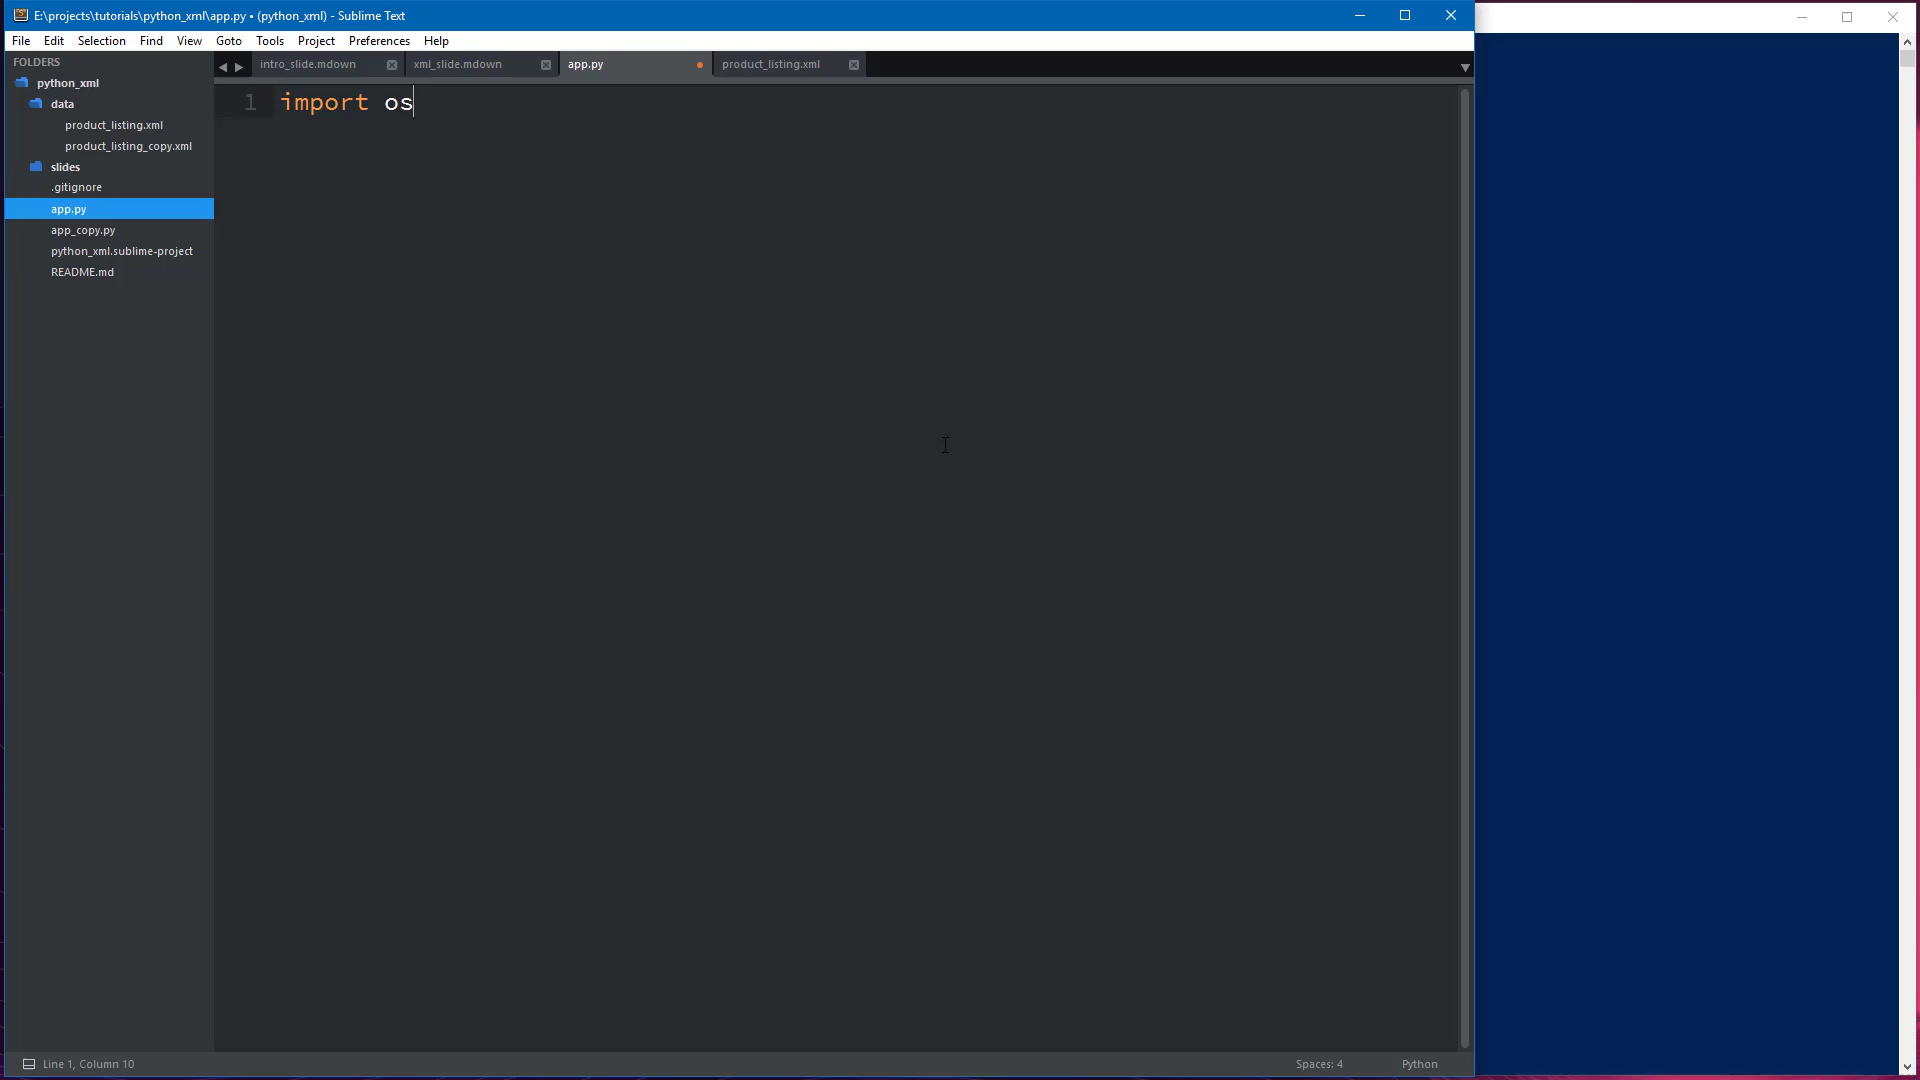 E:\projects\tutorials\python_xml\app.py • (python_xml) - Sublime Text
File Edit Selection Find View Goto Tools Project Preferences Help
FOLDERS
python_xml
data
product_listing.xml
product_listing_copy.xml
slides
.gitignore
app.py
app_copy.py
python_xml.sublime-project
README.md
intro_slide.mdown xml_slide.mdown app.py product_listing.xml
1 import os
Line 1, Column 10 Spaces: 4 Python